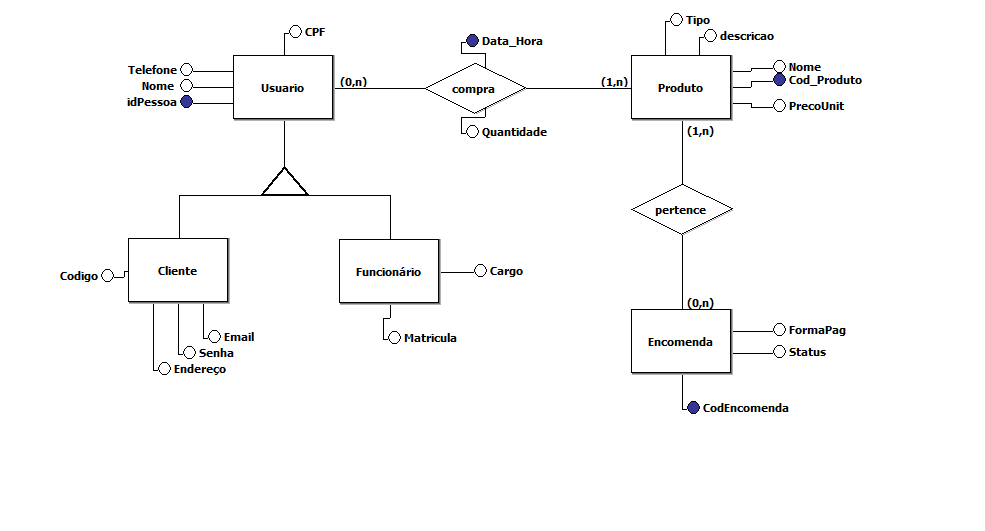 Tipo
CPF
descricao
Data_Hora
Telefone
Nome
Nome
Usuario
(0,n)
compra
(1,n)
Produto
Cod_Produto
idPessoa
PrecoUnit
Quantidade
(1,n)
pertence
Codigo
Cliente
Funcionário
Cargo
(0,n)
FormaPag
Email
Matricula
Encomenda
Senha
Status
Endereço
CodEncomenda